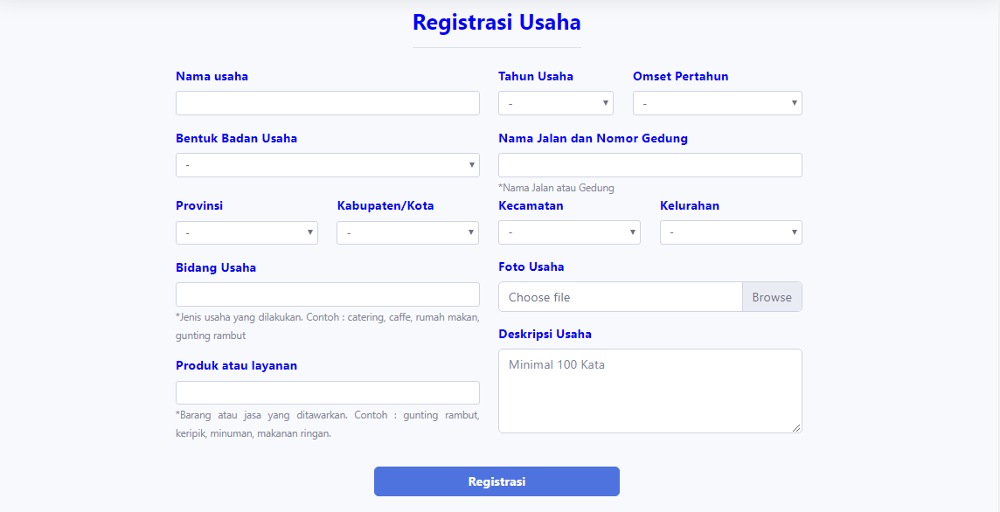 Registrasi Usaha
Nama usaha
Tahun Usaha
Omset Pertahun
-
-
Bentuk Badan Usaha
Nama Jalan dan Nomor Gedung
-
*Nama Jalan atau Gedung
Provinsi
Kabupaten/Kota
Kecamatan
Kelurahan
-
-
-
-
Bidang Usaha
*Jenis usaha yang dilakukan. Contoh : catering, caffe, rumah makan,
gunting rambut
Foto Usaha
Choose file
Browse
Produk atau layanan
*Barang atau jasa yang ditawarkan. Contoh : gunting rambut,
keripik, minuman, makanan ringan.
Deskripsi Usaha
Minimal 100 Kata
Registrasi